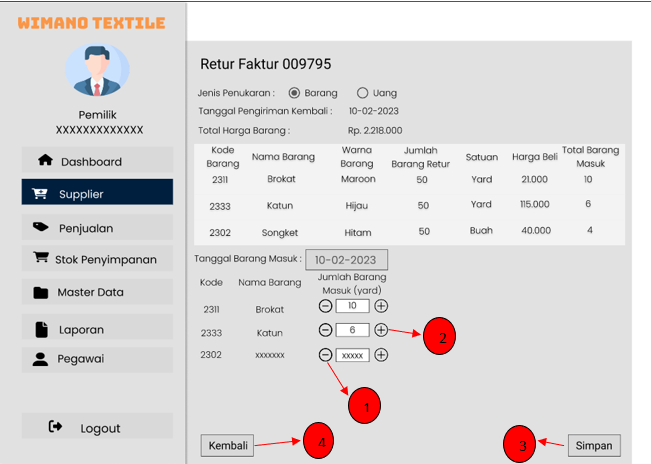 WIMANO TEXTILE
Pemilik
XXXXXXXXXXXXX
Dashboard
Supplier
Penjualan
Stok Penyimpanan
Master Data
Laporan
Pegawai
Logout
Retur Faktur 009795
Jenis Penukaran : Barang Uang
Tanggal Pengiriman Kembali : 10-02-2023
Total Harga Barang : Rp. 2.218.000
Kode Barang Nama Barang Warna Barang Jumlah Barang Retur Satuan Harga Beli Total Barang Masuk
2311 Brokat Maroon 50 Yard 21.000 10
2333 Katun Hijau 50 Yard 115.000 6
2302 Songket Hitam 50 Buah 40.000 4
Tanggal Barang Masuk : 10-02-2023
Kode Nama Barang Jumlah Barang Masuk (yard)
2311 Brokat 10
2333 Katun 6
2
2302 xxxxxxx xxxxx
1
Kembali 4 3 Simpan